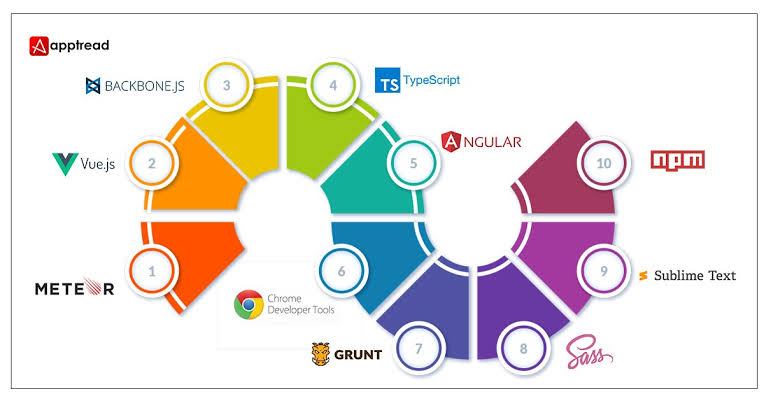 apptread
3
BACKBONE.JS
4
TS TypeScript
2
Vue.js
5
ANGULAR
10
npm
1
METEOR
Chrome
Developer Tools
6
9
Sublime Text
GRUNT
7
8
Sass